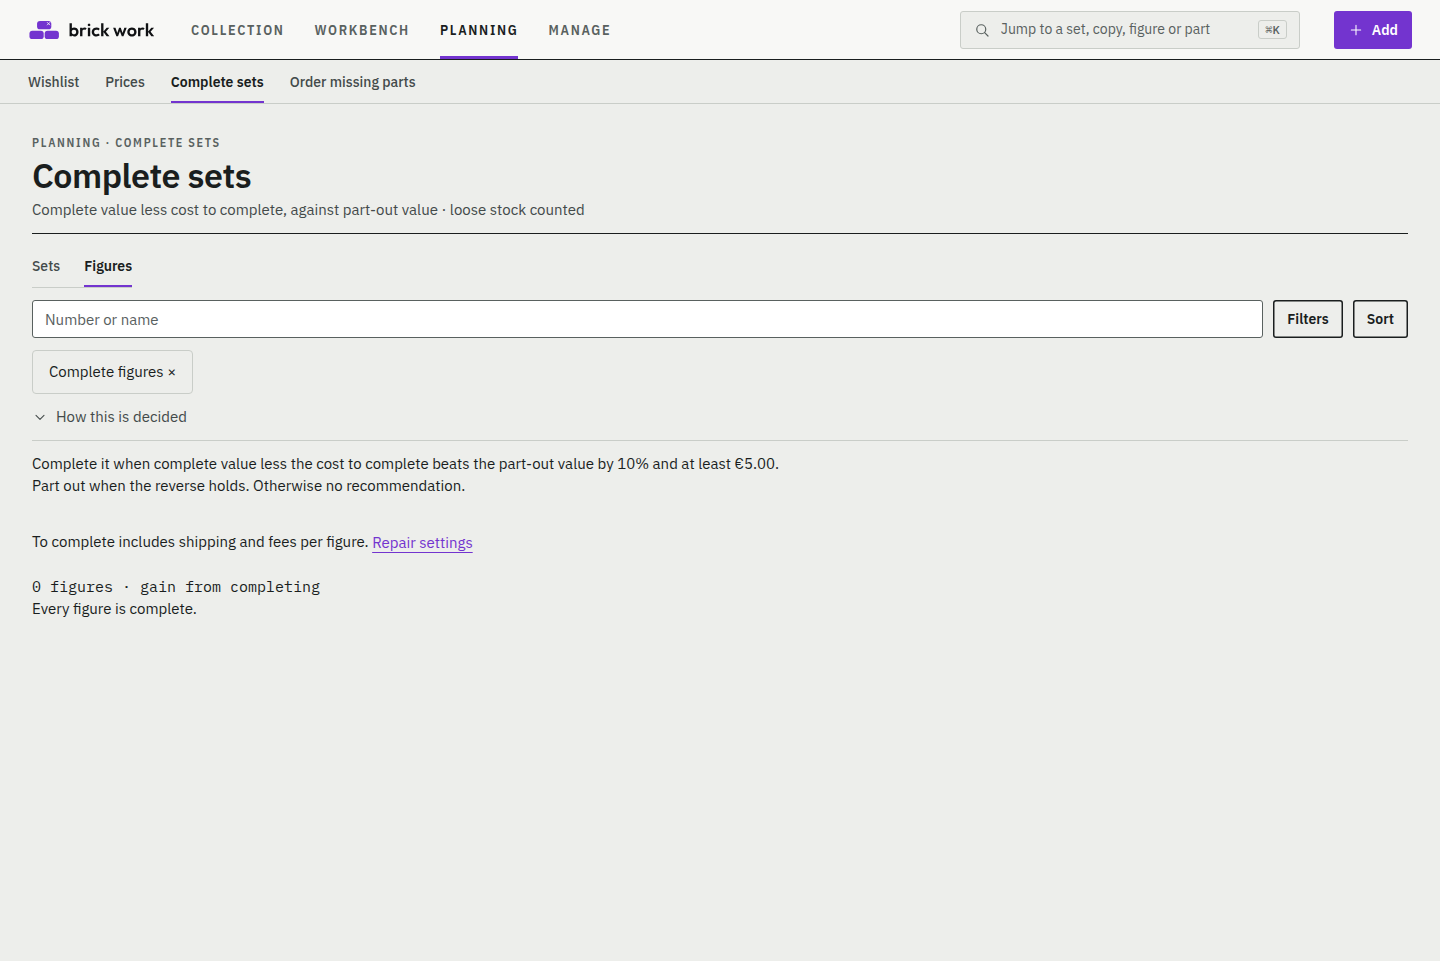 brick work
COLLECTION
WORKBENCH
PLANNING
MANAGE
Jump to a set, copy, figure or part
⌘K
+ Add
Wishlist
Prices
Complete sets
Order missing parts
PLANNING · COMPLETE SETS
Complete sets
Complete value less cost to complete, against part-out value · loose stock counted
Sets
Figures
Number or name
Filters
Sort
Complete figures ×
How this is decided
Complete it when complete value less the cost to complete beats the part-out value by 10% and at least €5.00.
Part out when the reverse holds. Otherwise no recommendation.
To complete includes shipping and fees per figure. Repair settings
0 figures · gain from completing
Every figure is complete.